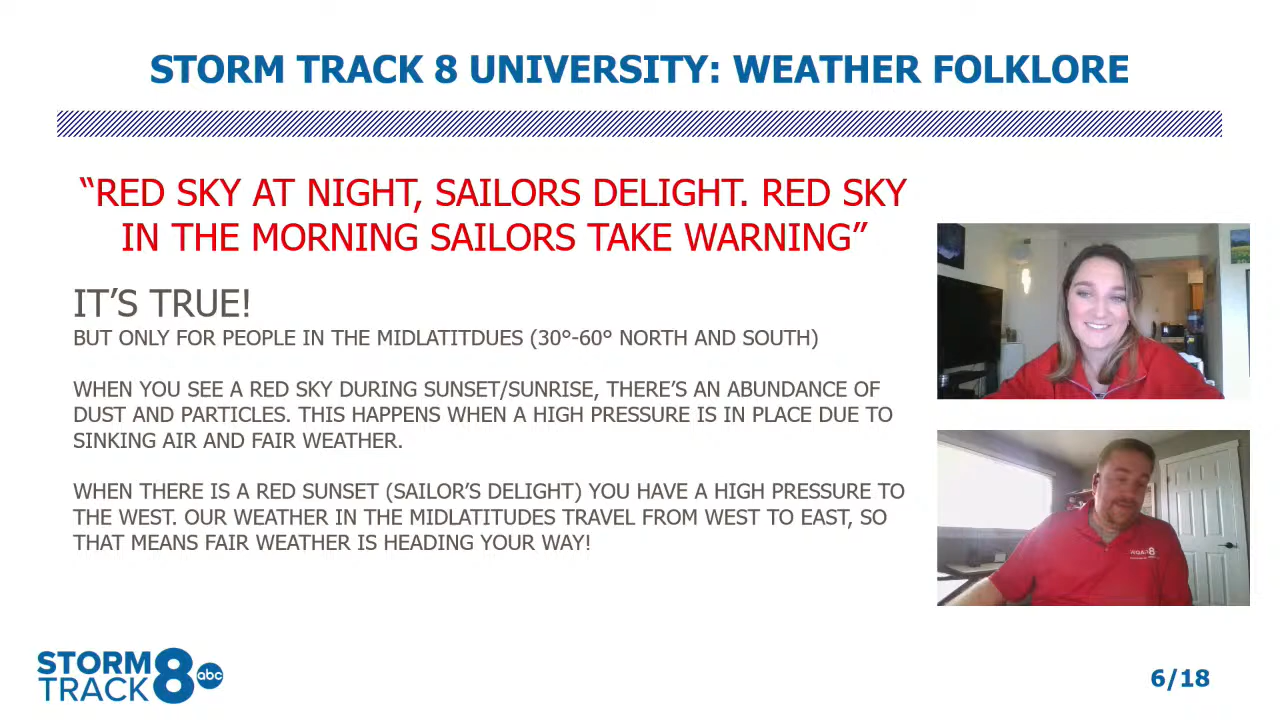 STORM TRACK 8 UNIVERSITY: WEATHER FOLKLORE
“RED SKY AT NIGHT, SAILORS DELIGHT. RED SKY
IN THE MORNING SAILORS TAKE WARNING”
IT’S TRUE!
BUT ONLY FOR PEOPLE IN THE MIDLATITDUES (30°-60° NORTH AND SOUTH)
WHEN YOU SEE A RED SKY DURING SUNSET/SUNRISE, THERE’S AN ABUNDANCE OF
DUST AND PARTICLES. THIS HAPPENS WHEN A HIGH PRESSURE IS IN PLACE DUE TO
SINKING AIR AND FAIR WEATHER.
WHEN THERE IS A RED SUNSET (SAILOR’S DELIGHT) YOU HAVE A HIGH PRESSURE TO
THE WEST. OUR WEATHER IN THE MIDLATITUDES TRAVEL FROM WEST TO EAST, SO
THAT MEANS FAIR WEATHER IS HEADING YOUR WAY!
WQAD 8
STORM
TRACK 8 abc
6/18